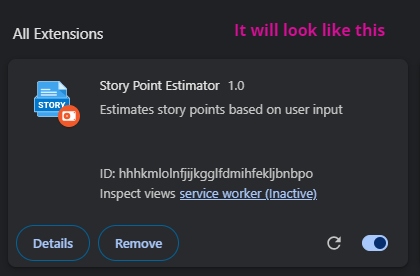 All Extensions
It will look like this
Story Point Estimator 1.0
Estimates story points based on user input
STORY
ID: hhhkmlolnfjijkgglfdmihfekljbnbpo
Inspect views service worker (Inactive)
Details
Remove